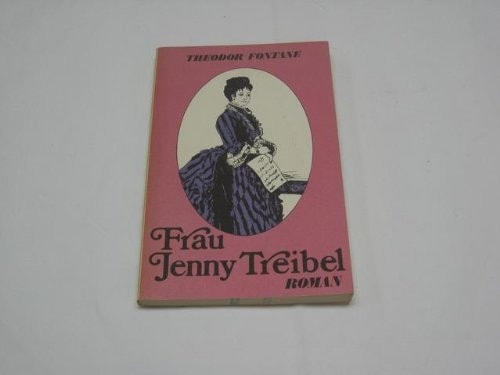 THEODOR FONTANE
Frau
Jenny Treibel
ROMAN